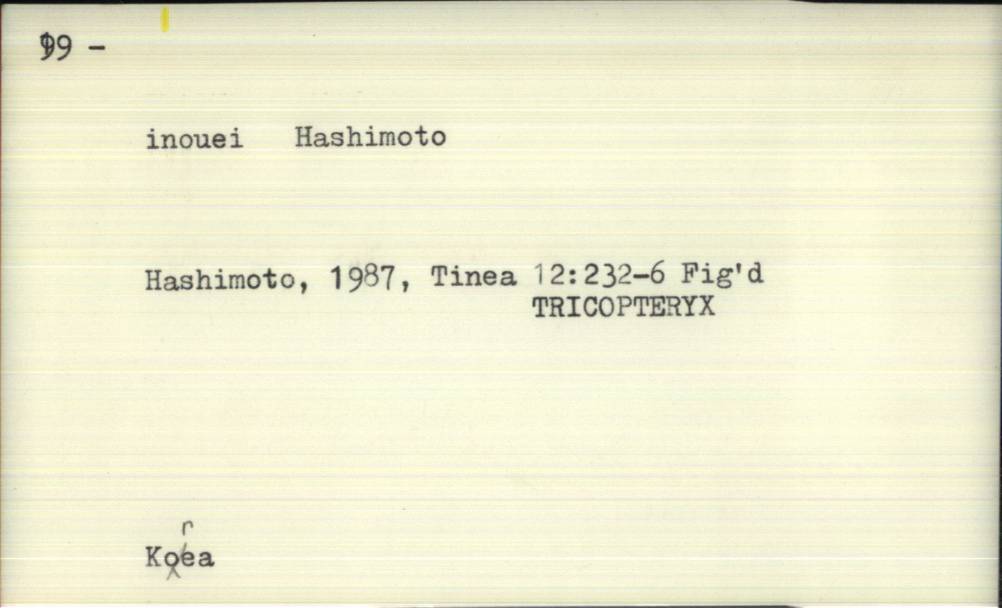 99 -
inouei Hashimoto
Hashimoto, 1987, Tinea 12:232-6 Fig'd
TRICOPTERYX
Korea